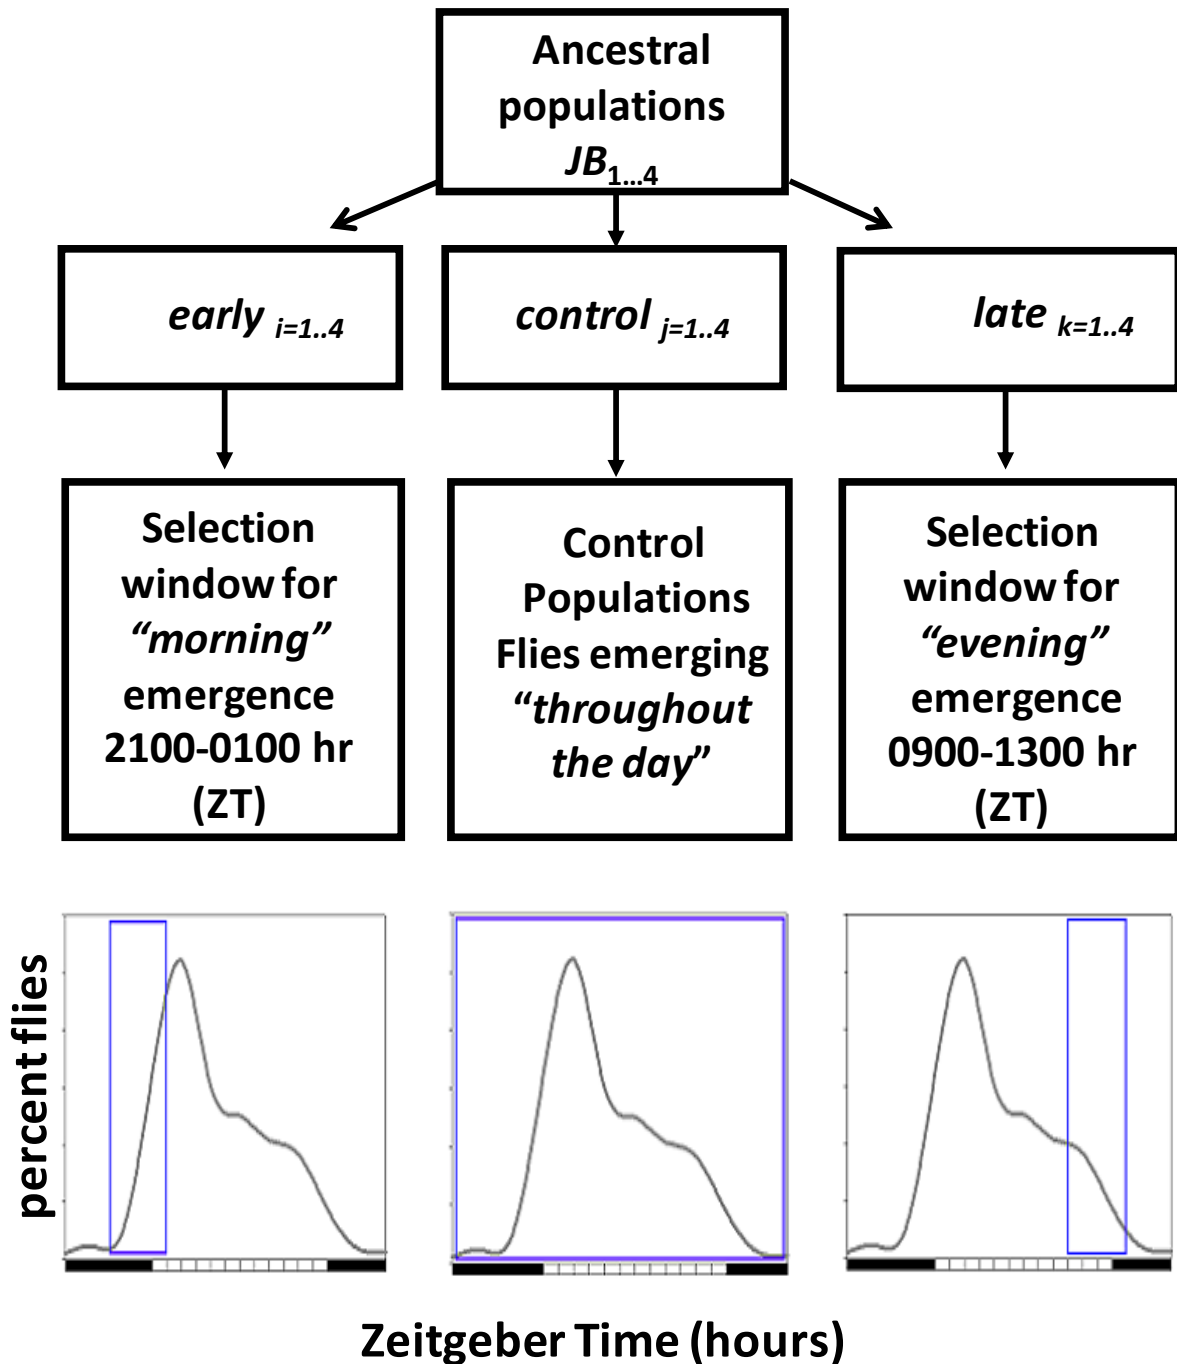 Ancestral
populations
JB1...4
early i=1..4
control j=1..4
late k=1..4
Selection
window for
“morning”
emergence
2100-0100 hr
(ZT)
Control
Populations
Flies emerging
“throughout
the day”
Selection
window for
“evening”
emergence
0900-1300 hr
(ZT)
percent flies
Zeitgeber Time (hours)